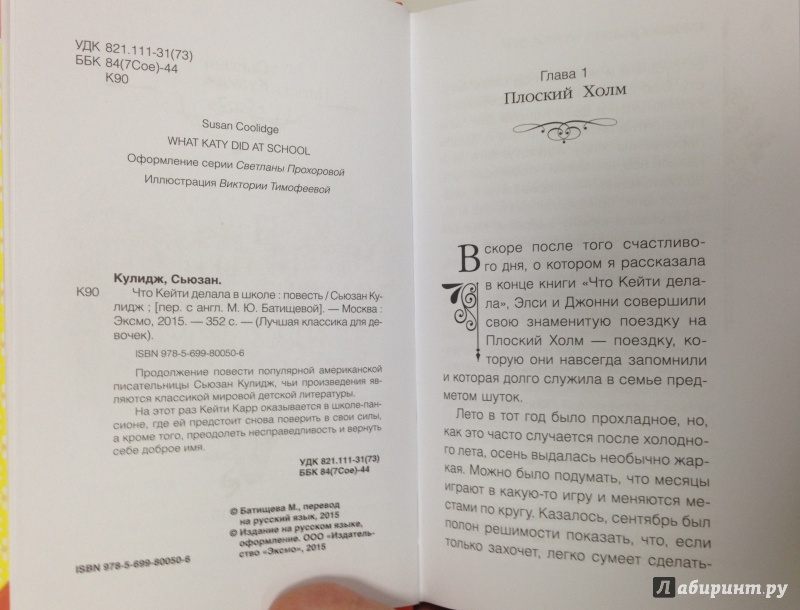 УДК 821.111-31(73)
ББК 84(7Сое)-44
К90
Susan Coolidge
WHAT KATY DID AT SCHOOL
Оформление серии Светланы Прохоровой
Иллюстрация Виктории Тимофеевой
Кулидж, Сьюзан.
К90 Что Кейти делала в школе : повесть / Сьюзан Ку-
лидж ; [пер. с англ. М. Ю. Батищевой]. — Москва :
Эксмо, 2015. — 352 с. — (Лучшая классика для де-
вочек).
ISBN 978-5-699-80050-6
Продолжение повести популярной американской
писательницы Сьюзан Кулидж, чьи произведения яв-
ляются классикой мировой детской литературы.
На этот раз Кейти Карр оказывается в школе-пан-
сионе, где ей предстоит снова поверить в свои силы,
а кроме того, преодолеть несправедливость и вернуть
себе доброе имя.
УДК 821.111-31(73)
ББК 84(7Сое)-44
© Батищева М., перевод
на русский язык, 2015
© Издание на русском языке,
оформление. ООО «Издатель-
ство «Эксмо», 2015
ISBN 978-5-699-80050-6
Глава 1
Плоский Холм
Вскоре после того счастливо-
го дня, о котором я рассказала
в конце книги «Что Кейти дела-
ла», Элси и Джонни совершили
свою знаменитую поездку на
Плоский Холм — поездку, ко-
торую они навсегда запомнили
и которая долго служила в семье пред-
метом шуток.
Лето в тот год было прохладное, но,
как это часто случается после холодно-
го лета, осень выдалась необычно жар-
кая. Можно было подумать, что месяцы
играют в какую-то игру и меняются ме-
стами по кругу. Казалось, сентябрь был
полон решимости показать, что, если
только захочет, легко сумеет сделать-
Лабиринт.ру